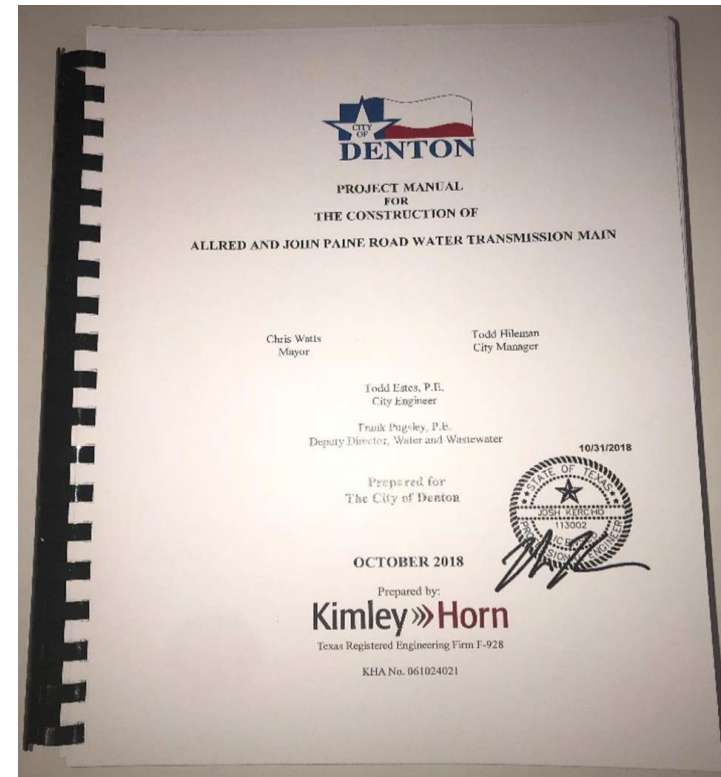 CITY
OF
DENTON
PROJECT MANUAL
FOR
THE CONSTRUCTION OF
ALLRED AND JOHN PAINE ROAD WATER TRANSMISSION MAIN
Chris Watts
Mayor
Todd Hileman
City Manager
Todd Estes, P.E.
City Engineer
Frank Pugsley, P.E.
Deputy Director, Water and Wastewater
Prepared for
The City of Denton
10/31/2018
STATE OF TEXAS
JOSH KERCHO
113002
LICENSED
PROFESSIONAL ENGINEER
OCTOBER 2018
Prepared by:
Kimley»Horn
Texas Registered Engineering Firm F-928
KHA No. 061024021